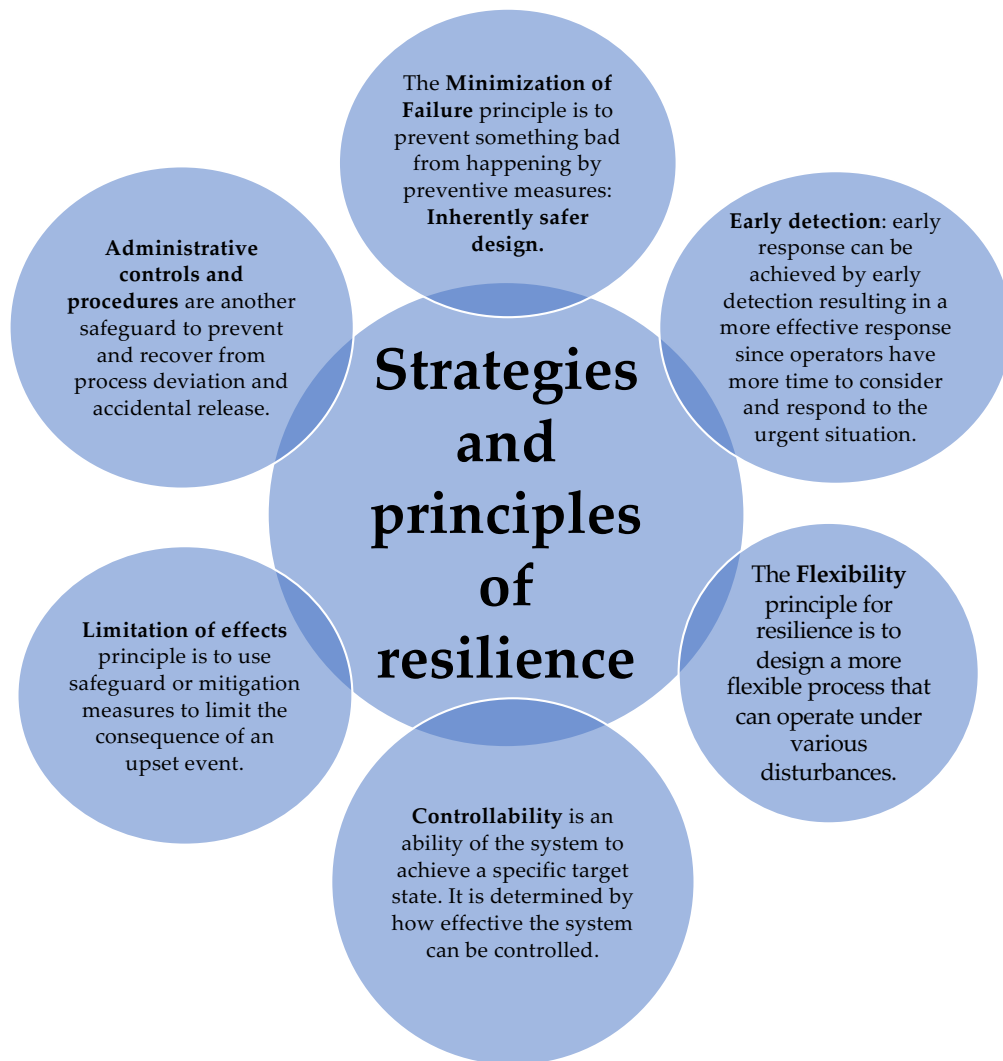 The Minimization of
Failure principle is to
prevent something bad
from happening by
preventive measures:
Inherently safer
design.
Early detection: early
response can be
achieved by early
detection resulting in a
more effective response
since operators have
more time to consider
and respond to the
urgent situation.
The Flexibility
principle for
resilience is to
design a more
flexible process that
can operate under
various
disturbances.
Controllability is an
ability of the system to
achieve a specific target
state. It is determined by
how effective the system
can be controlled.
Limitation of effects
principle is to use
safeguard or mitigation
measures to limit the
consequence of an
upset event.
Administrative
controls and
procedures are another
safeguard to prevent
and recover from
process deviation and
accidental release.
Strategies
and
principles
of
resilience